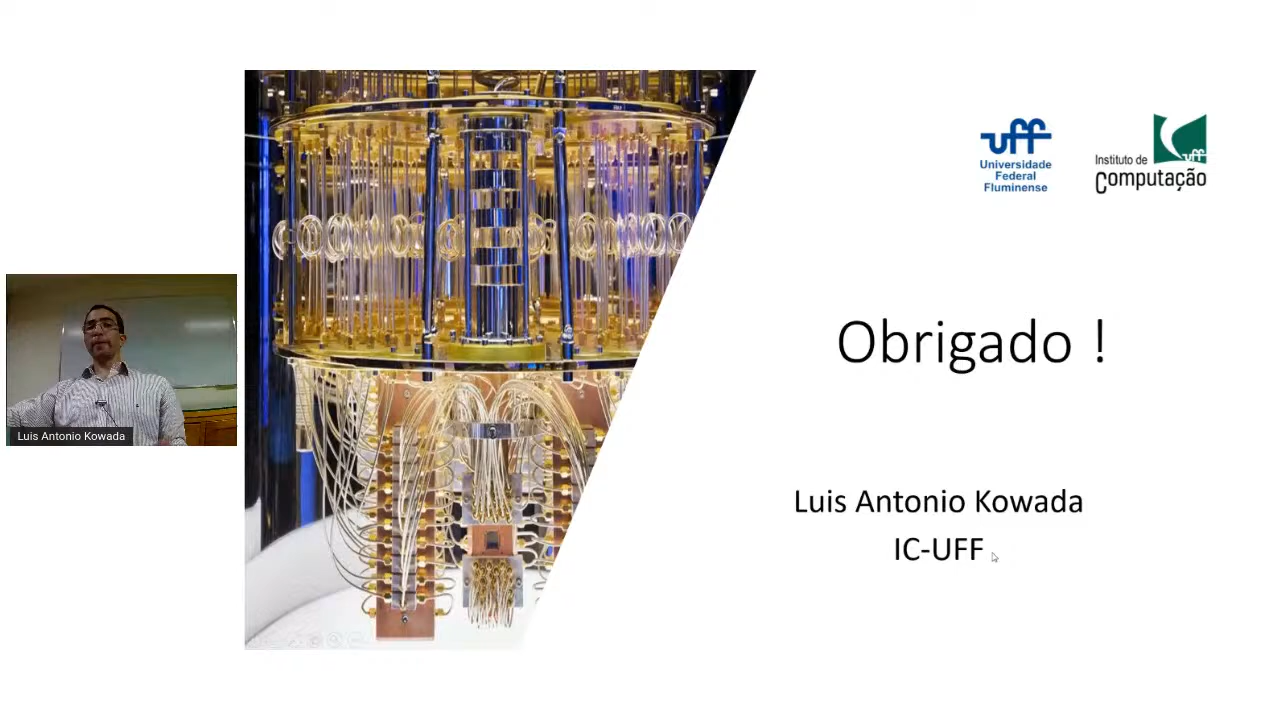 uff
Universidade
Federal
Fluminense
uff
Instituto de
Computação
Obrigado !
Luis Antonio Kowada
IC-UFF
Luis Antonio Kowada